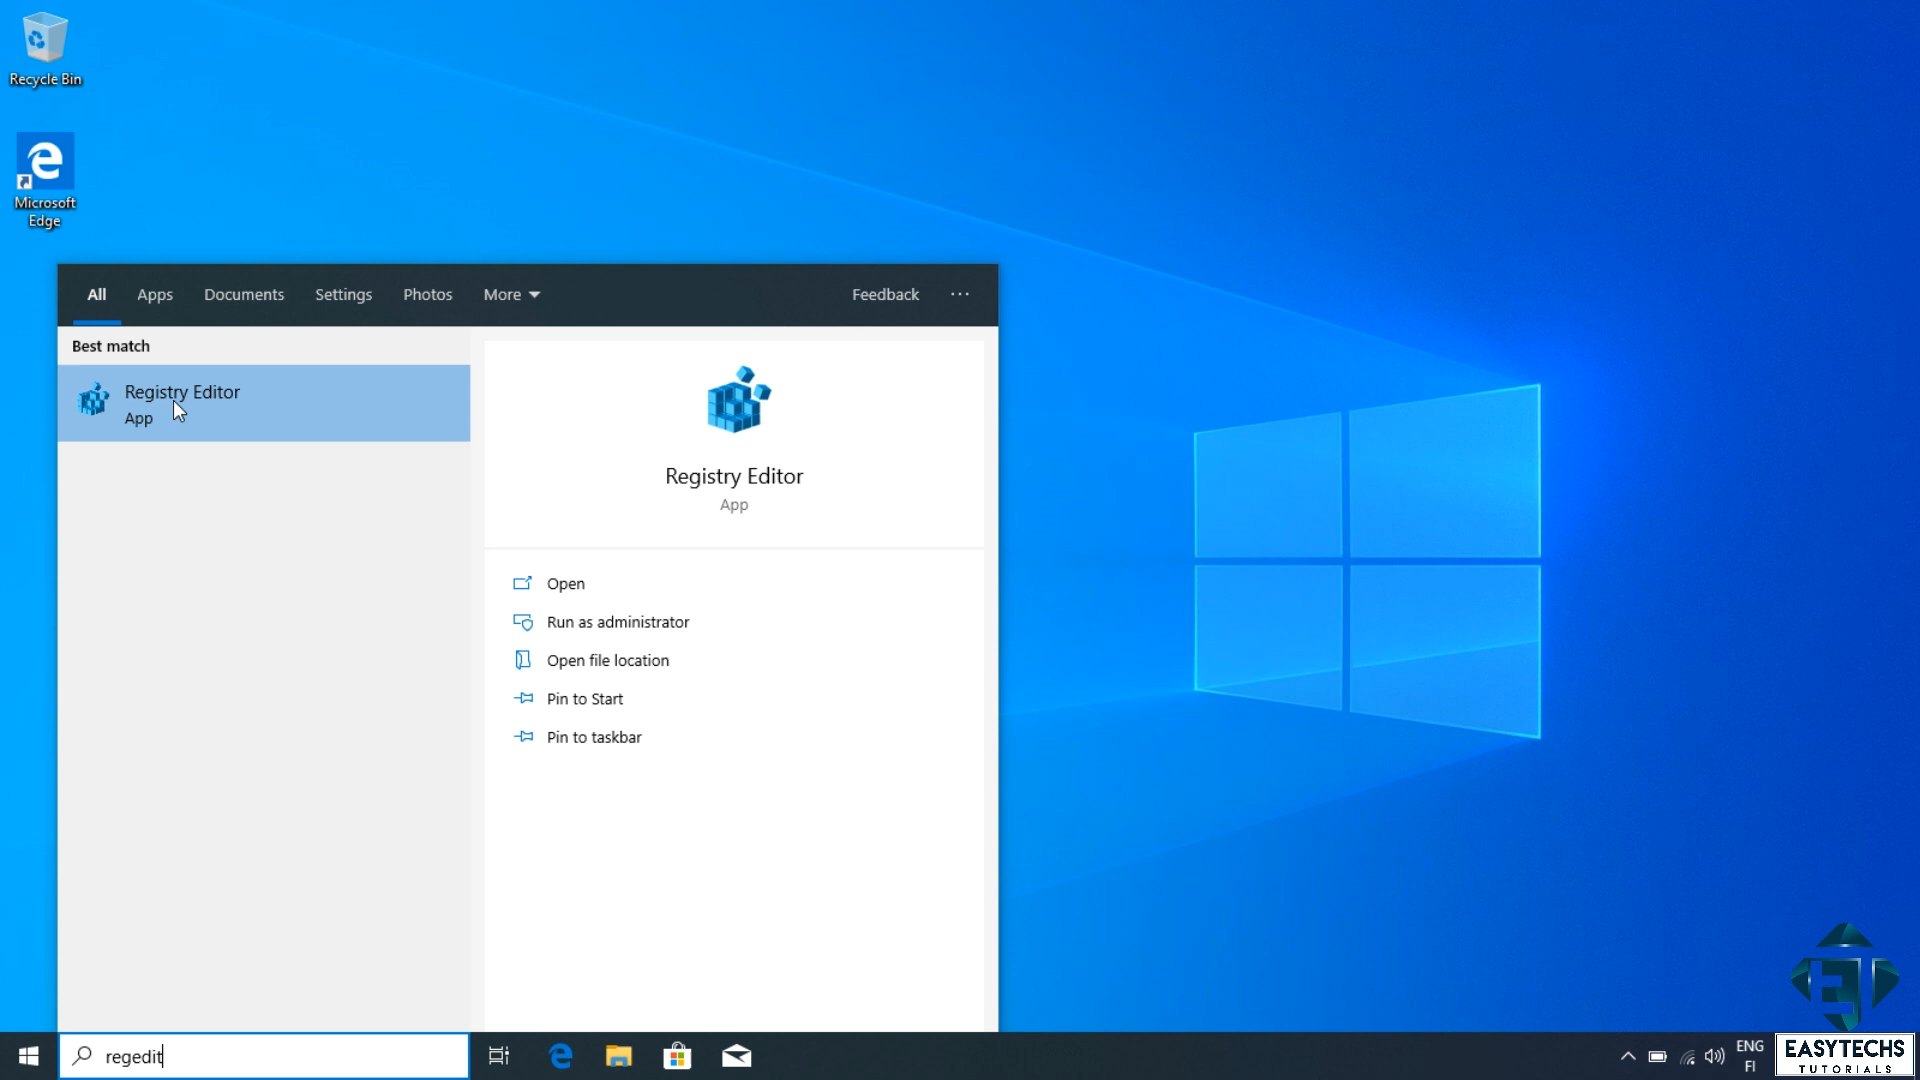 Recycle Bin
Microsoft
Edge
All Apps Documents Settings Photos More Feedback ···
Best match
Registry Editor
App
Registry Editor
App
Open
Run as administrator
Open file location
Pin to Start
Pin to taskbar
regedit
ENG
FI
EASYTECHS
TUTORIALS